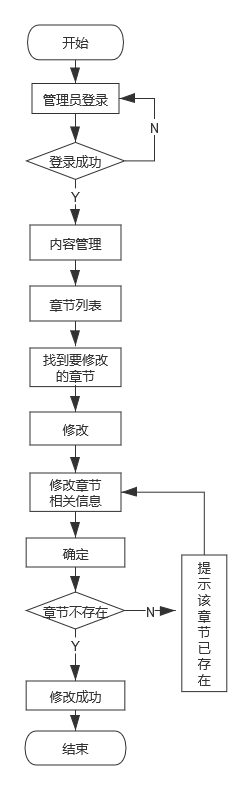 开始
管理员登录
N
登录成功
Y
内容管理
章节列表
找到要修改
的章节
修改
修改章节
相关信息
确定
章节不存在
N
提
示
该
章
节
已
存
在
Y
修改成功
结束